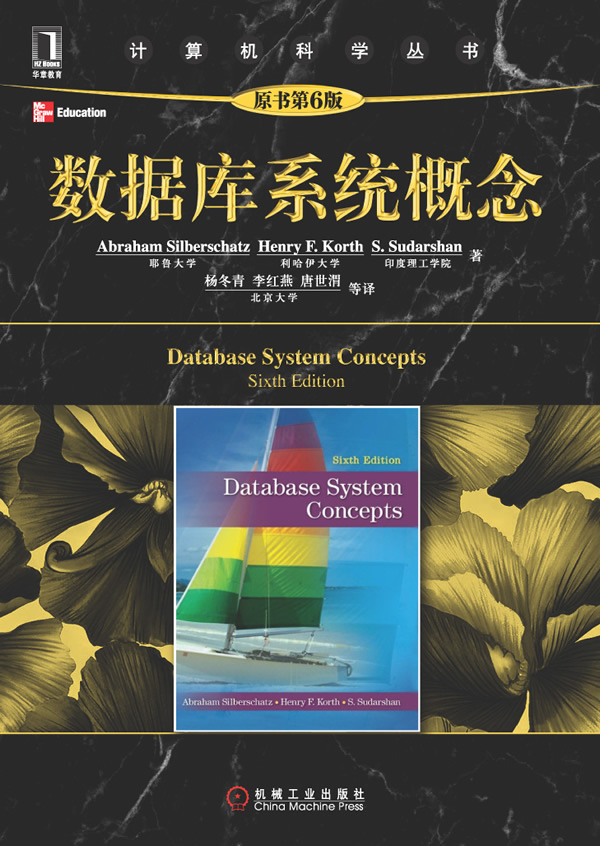 HZ Books
华章教育
计算机科学丛书
Mc
Graw
Hill
Education
原书第6版
数据库系统概念
Abraham Silberschatz Henry F. Korth S. Sudarshan 著
耶鲁大学 利哈伊大学 印度理工学院
杨冬青 李红燕 唐世渭 等译
北京大学
Database System Concepts
Sixth Edition
Sixth Edition
Database System
Concepts
Abraham Silberschatz • Henry F. Korth • S. Sudarshan
机械工业出版社
China Machine Press